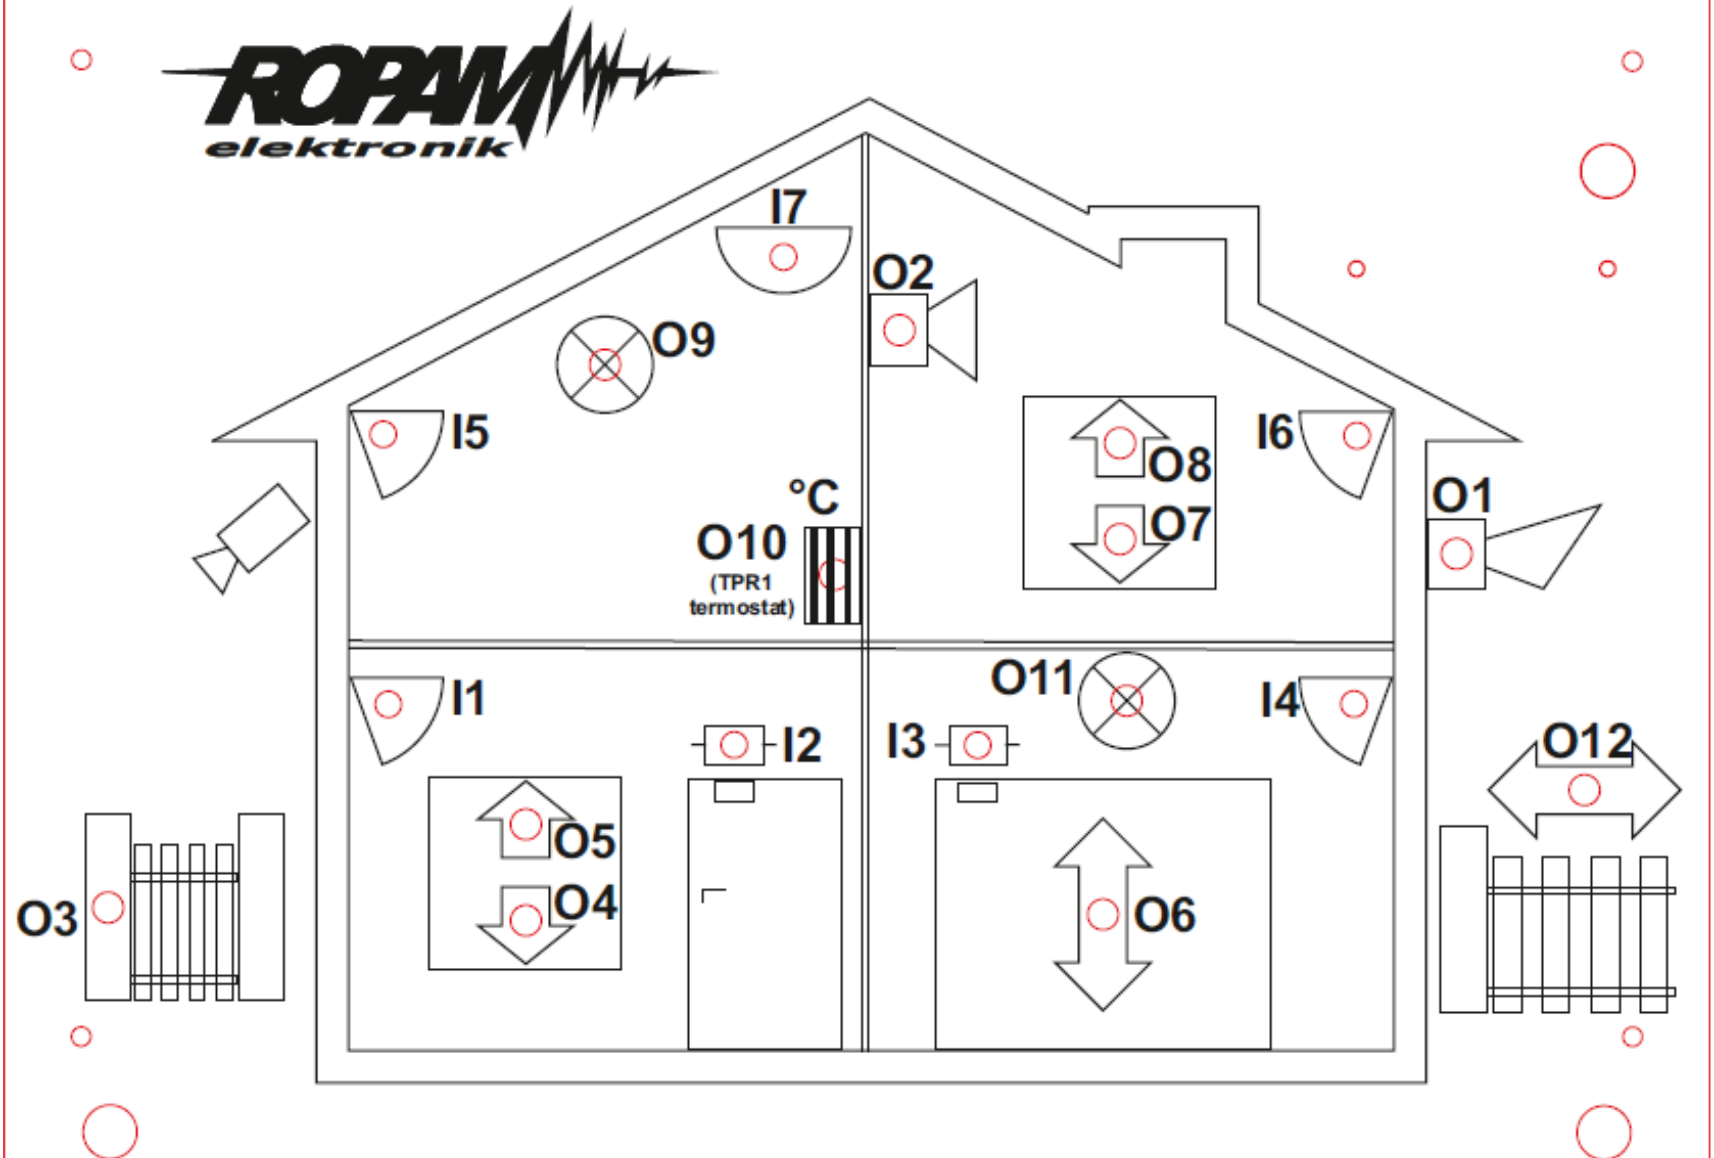 ROPAM
elektronik
I7
O2
O9
I5
I6
O8
°C
O1
O7
O10
(TPR1
termostat)
O11
I1
I4
I2
I3
O12
O5
O4
O3
O6